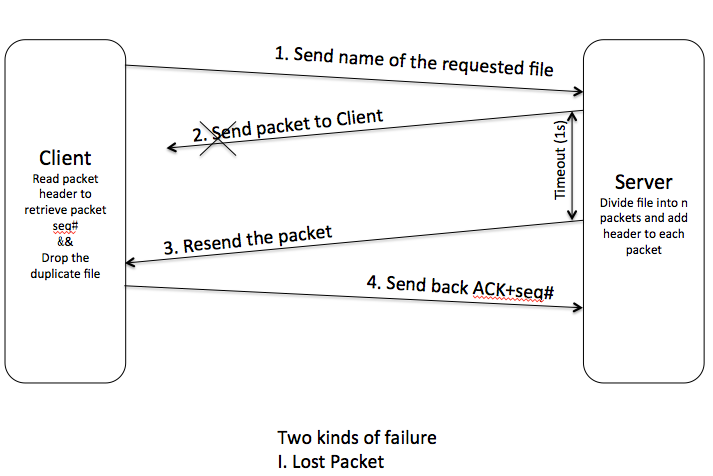 1. Send name of the requested file
2. Send packet to Client
Timeout (1s)
Client
Read packet
header to
retrieve packet
seq#
&&
Drop the
duplicate file
Server
Divide file into n
packets and add
header to each
packet
3. Resend the packet
4. Send back ACK+seq#
Two kinds of failure
I. Lost Packet